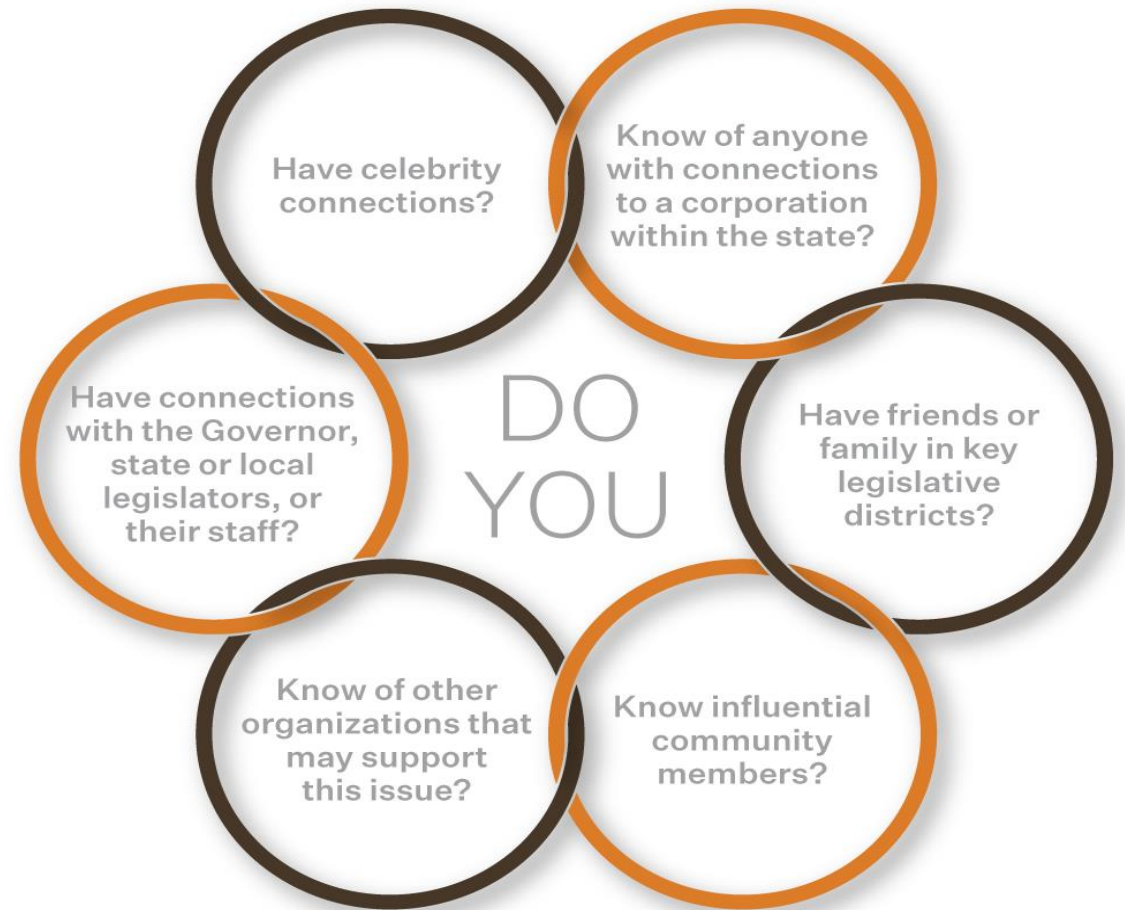 DO
YOU
Have celebrity
connections?
Know of anyone
with connections
to a corporation
within the state?
Have friends or
family in key
legislative
districts?
Know influential
community
members?
Know of other
organizations that
may support
this issue?
Have connections
with the Governor,
state or local
legislators, or
their staff?